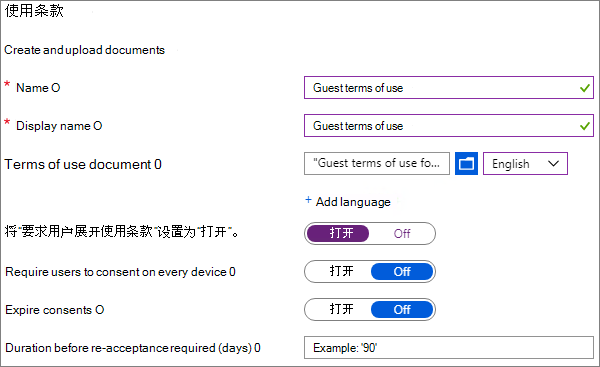 使用条款
Create and upload documents
* Name O
Guest terms of use
* Display name O
Guest terms of use
Terms of use document 0
"Guest terms of use fo...
English
+ Add language
将“要求用户展开使用条款”设置为“打开”。
打开 Off
Require users to consent on every device 0
打开 Off
Expire consents O
打开 Off
Duration before re-acceptance required (days) 0
Example: '90'